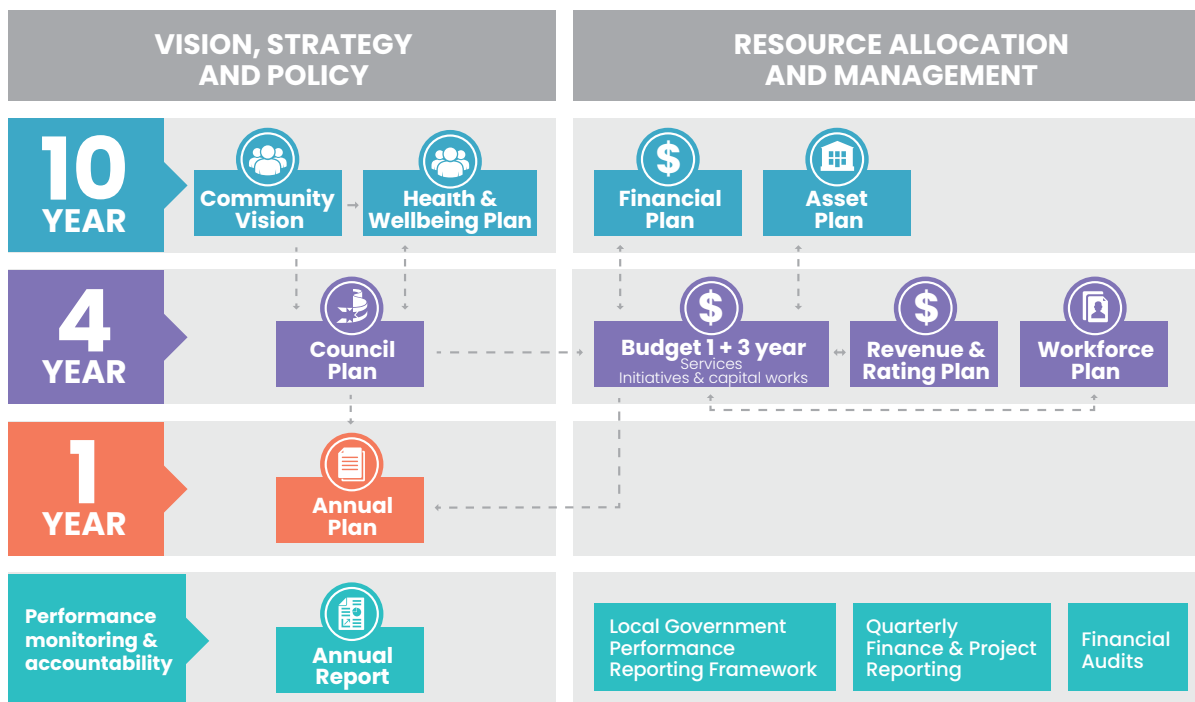 VISION, STRATEGY
AND POLICY
RESOURCE ALLOCATION
AND MANAGEMENT
10
YEAR
Community
Vision
Health &
Wellbeing Plan
$
Financial
Plan
Asset
Plan
4
YEAR
Council
Plan
$
Budget 1 + 3 year
Services
Initiatives & capital works
$
Revenue &
Rating Plan
Workforce
Plan
1
YEAR
Annual
Plan
Performance
monitoring &
accountability
Annual
Report
Local Government
Performance
Reporting Framework
Quarterly
Finance & Project
Reporting
Financial
Audits